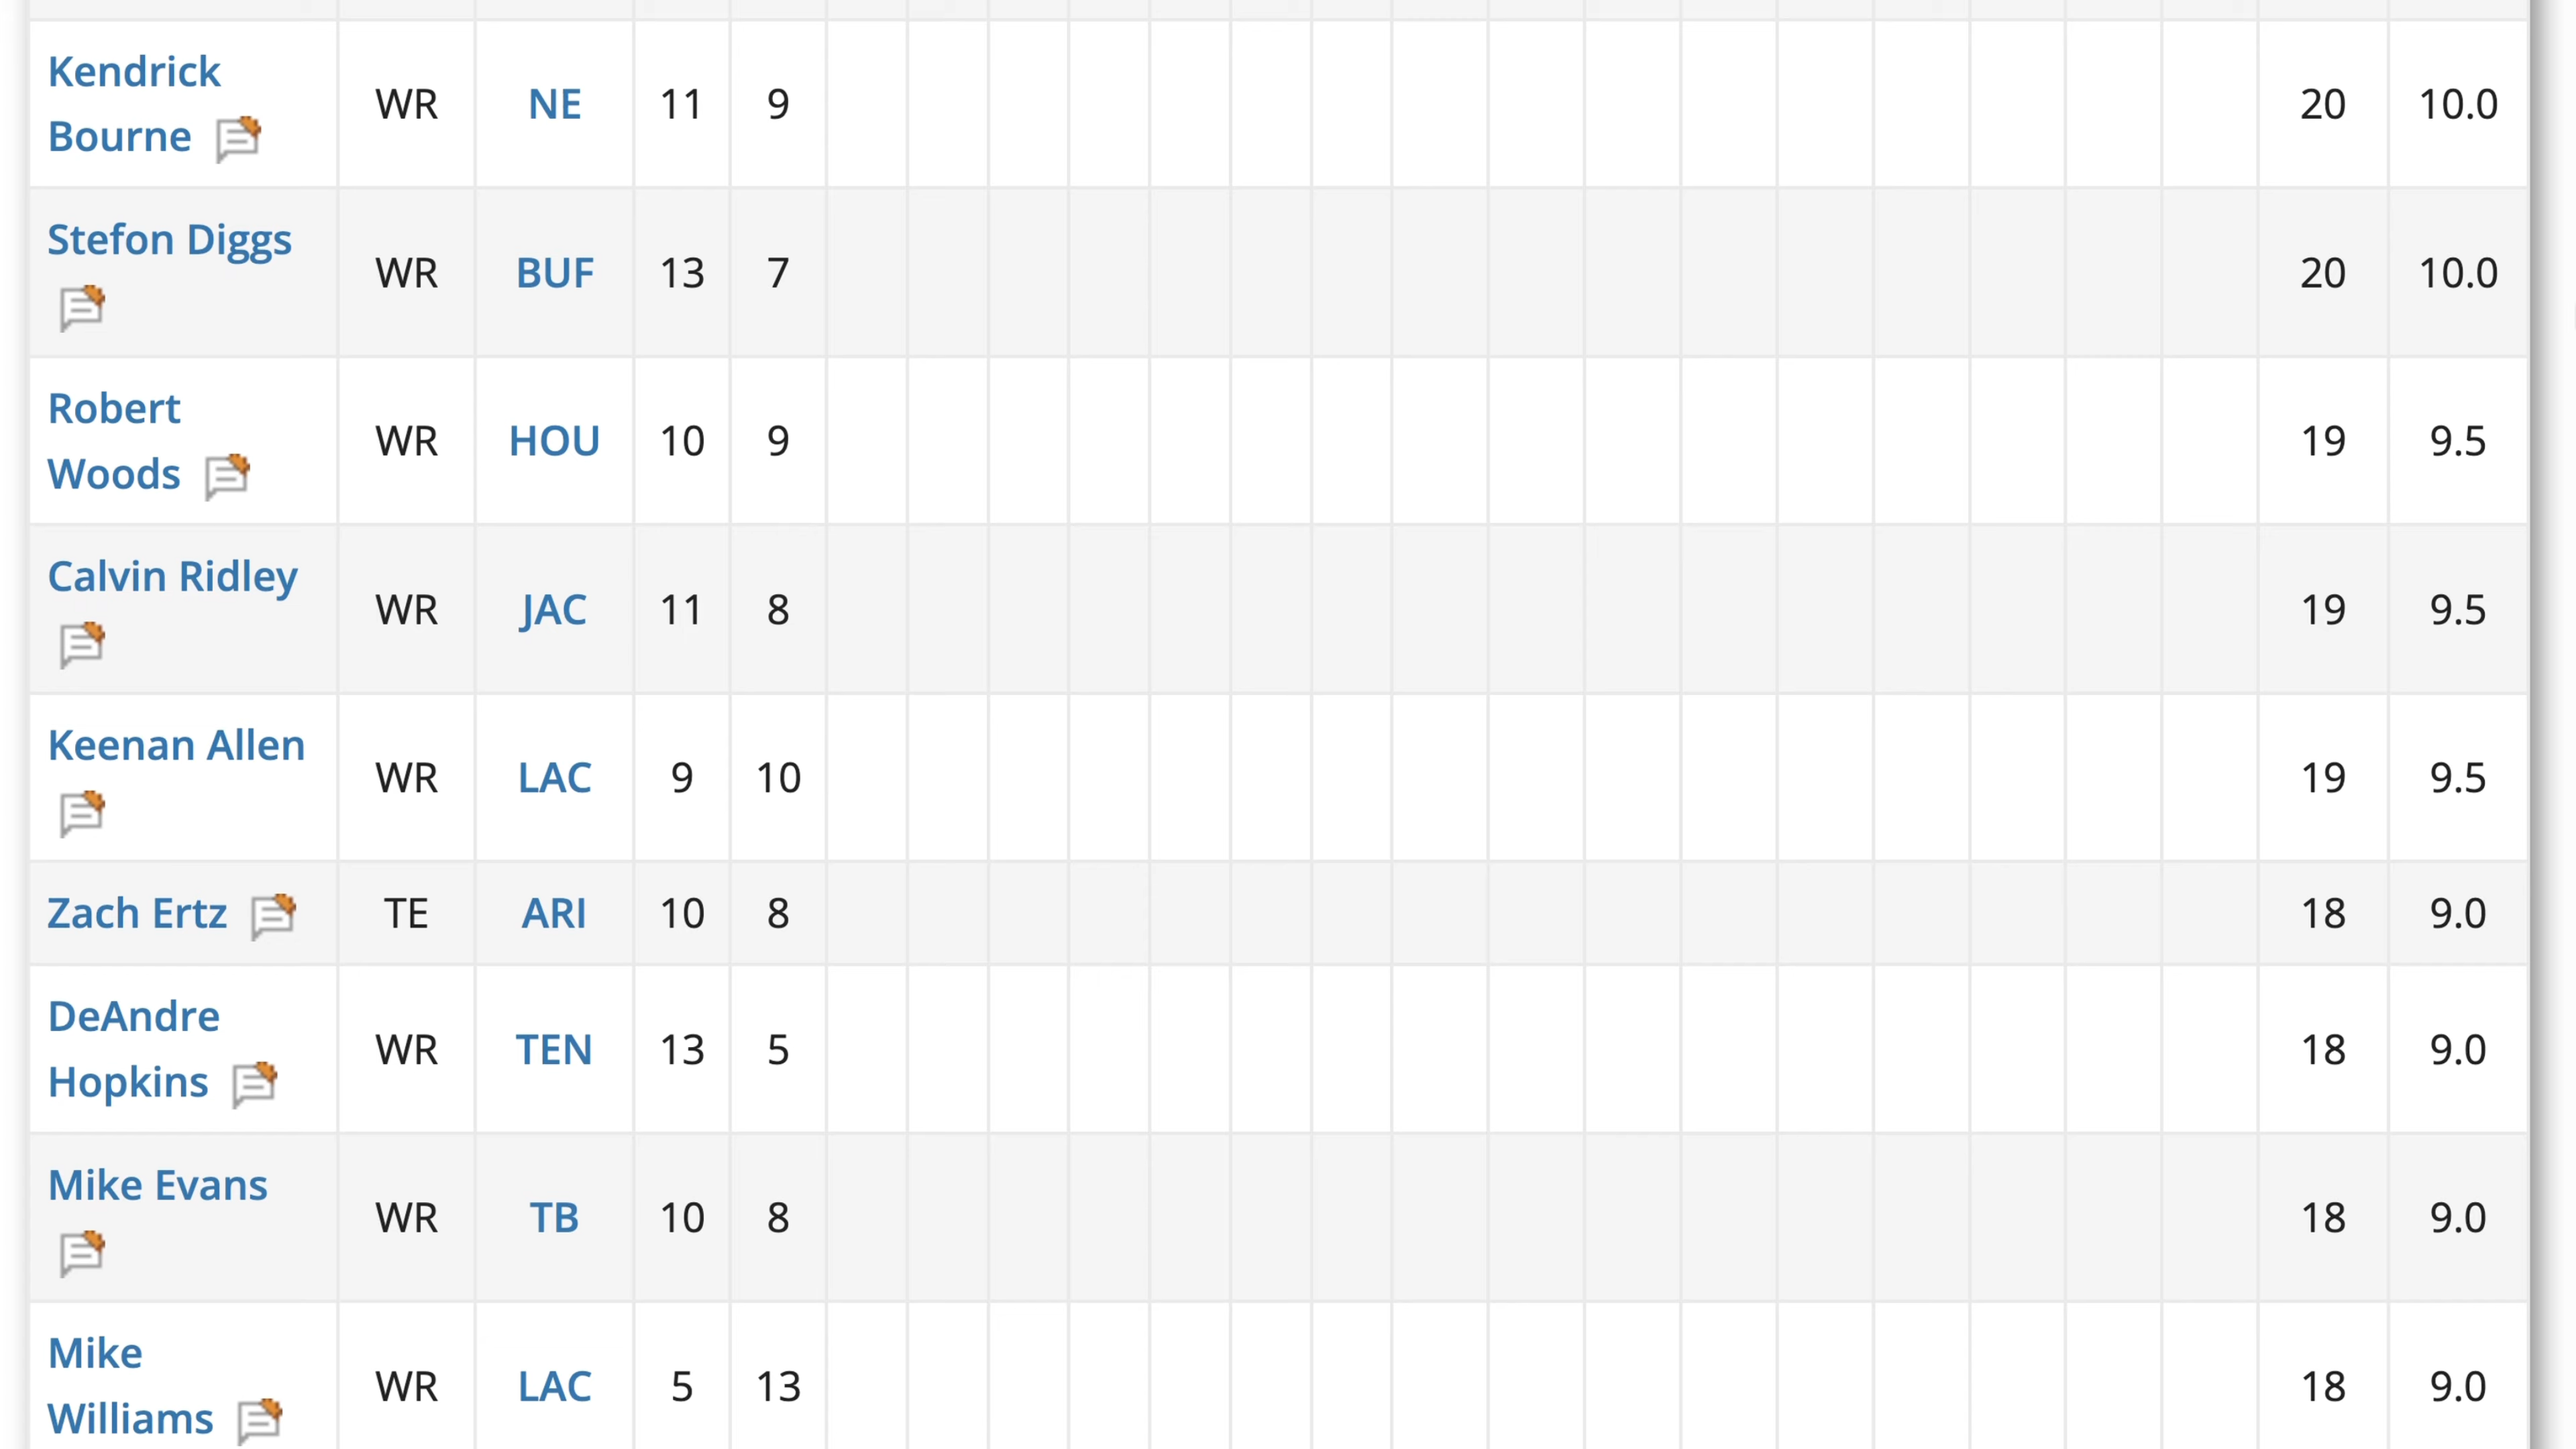 Kendrick Bourne WR NE 11 9 20 10.0
Stefon Diggs WR BUF 13 7 20 10.0
Robert Woods WR HOU 10 9 19 9.5
Calvin Ridley WR JAC 11 8 19 9.5
Keenan Allen WR LAC 9 10 19 9.5
Zach Ertz TE ARI 10 8 18 9.0
DeAndre Hopkins WR TEN 13 5 18 9.0
Mike Evans WR TB 10 8 18 9.0
Mike Williams WR LAC 5 13 18 9.0